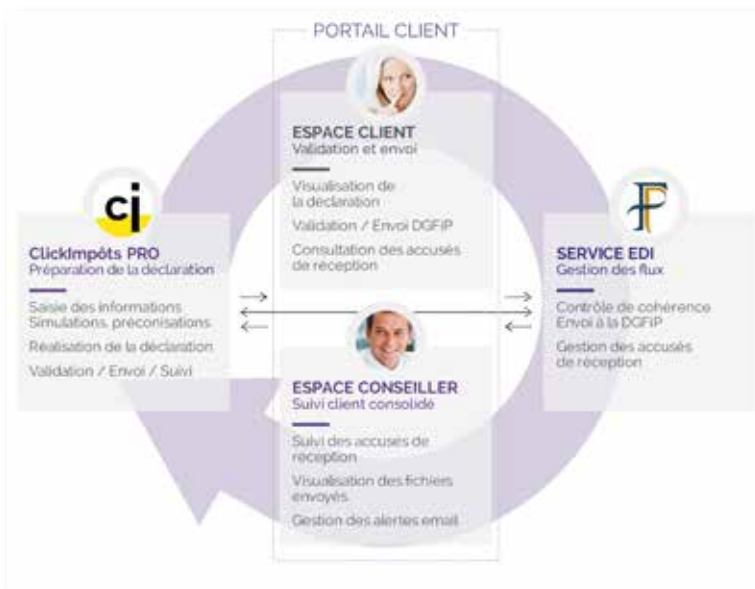 PORTAIL CLIENT
ESPACE CLIENT
Validation et envoi
Visualisation de
la déclaration
Validation / Envoi DGFiP
Consultation des accusés
de réception
ci
ClickImpôts PRO
Préparation de la déclaration
Saisie des informations
Simulations, préconisations
Réalisation de la déclaration
Validation / Envoi / Suivi
SERVICE EDI
Gestion des flux
Contrôle de cohérence
Envoi à la DGFiP
Gestion des accusés
de réception
ESPACE CONSEILLER
Suivi client consolidé
Suivi des accusés de
réception
Visualisation des fichiers
envoyés
Gestion des alertes email